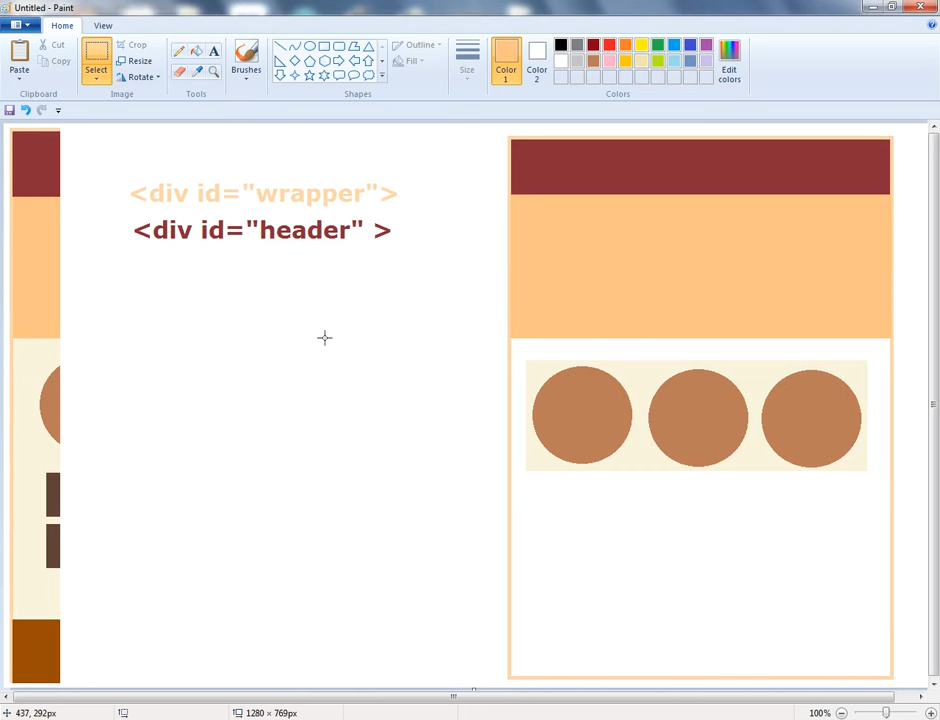 Untitled - Paint
Home View
Paste
Cut
Copy
Clipboard
Select
Crop
Resize
Rotate
Image
A
Tools
Brushes
Outline
Fill
Shapes
Size
Color 1
Color 2
Colors
Edit colors
<div id="wrapper">
<div id="header" >
437, 292px 1280 × 769px 100%